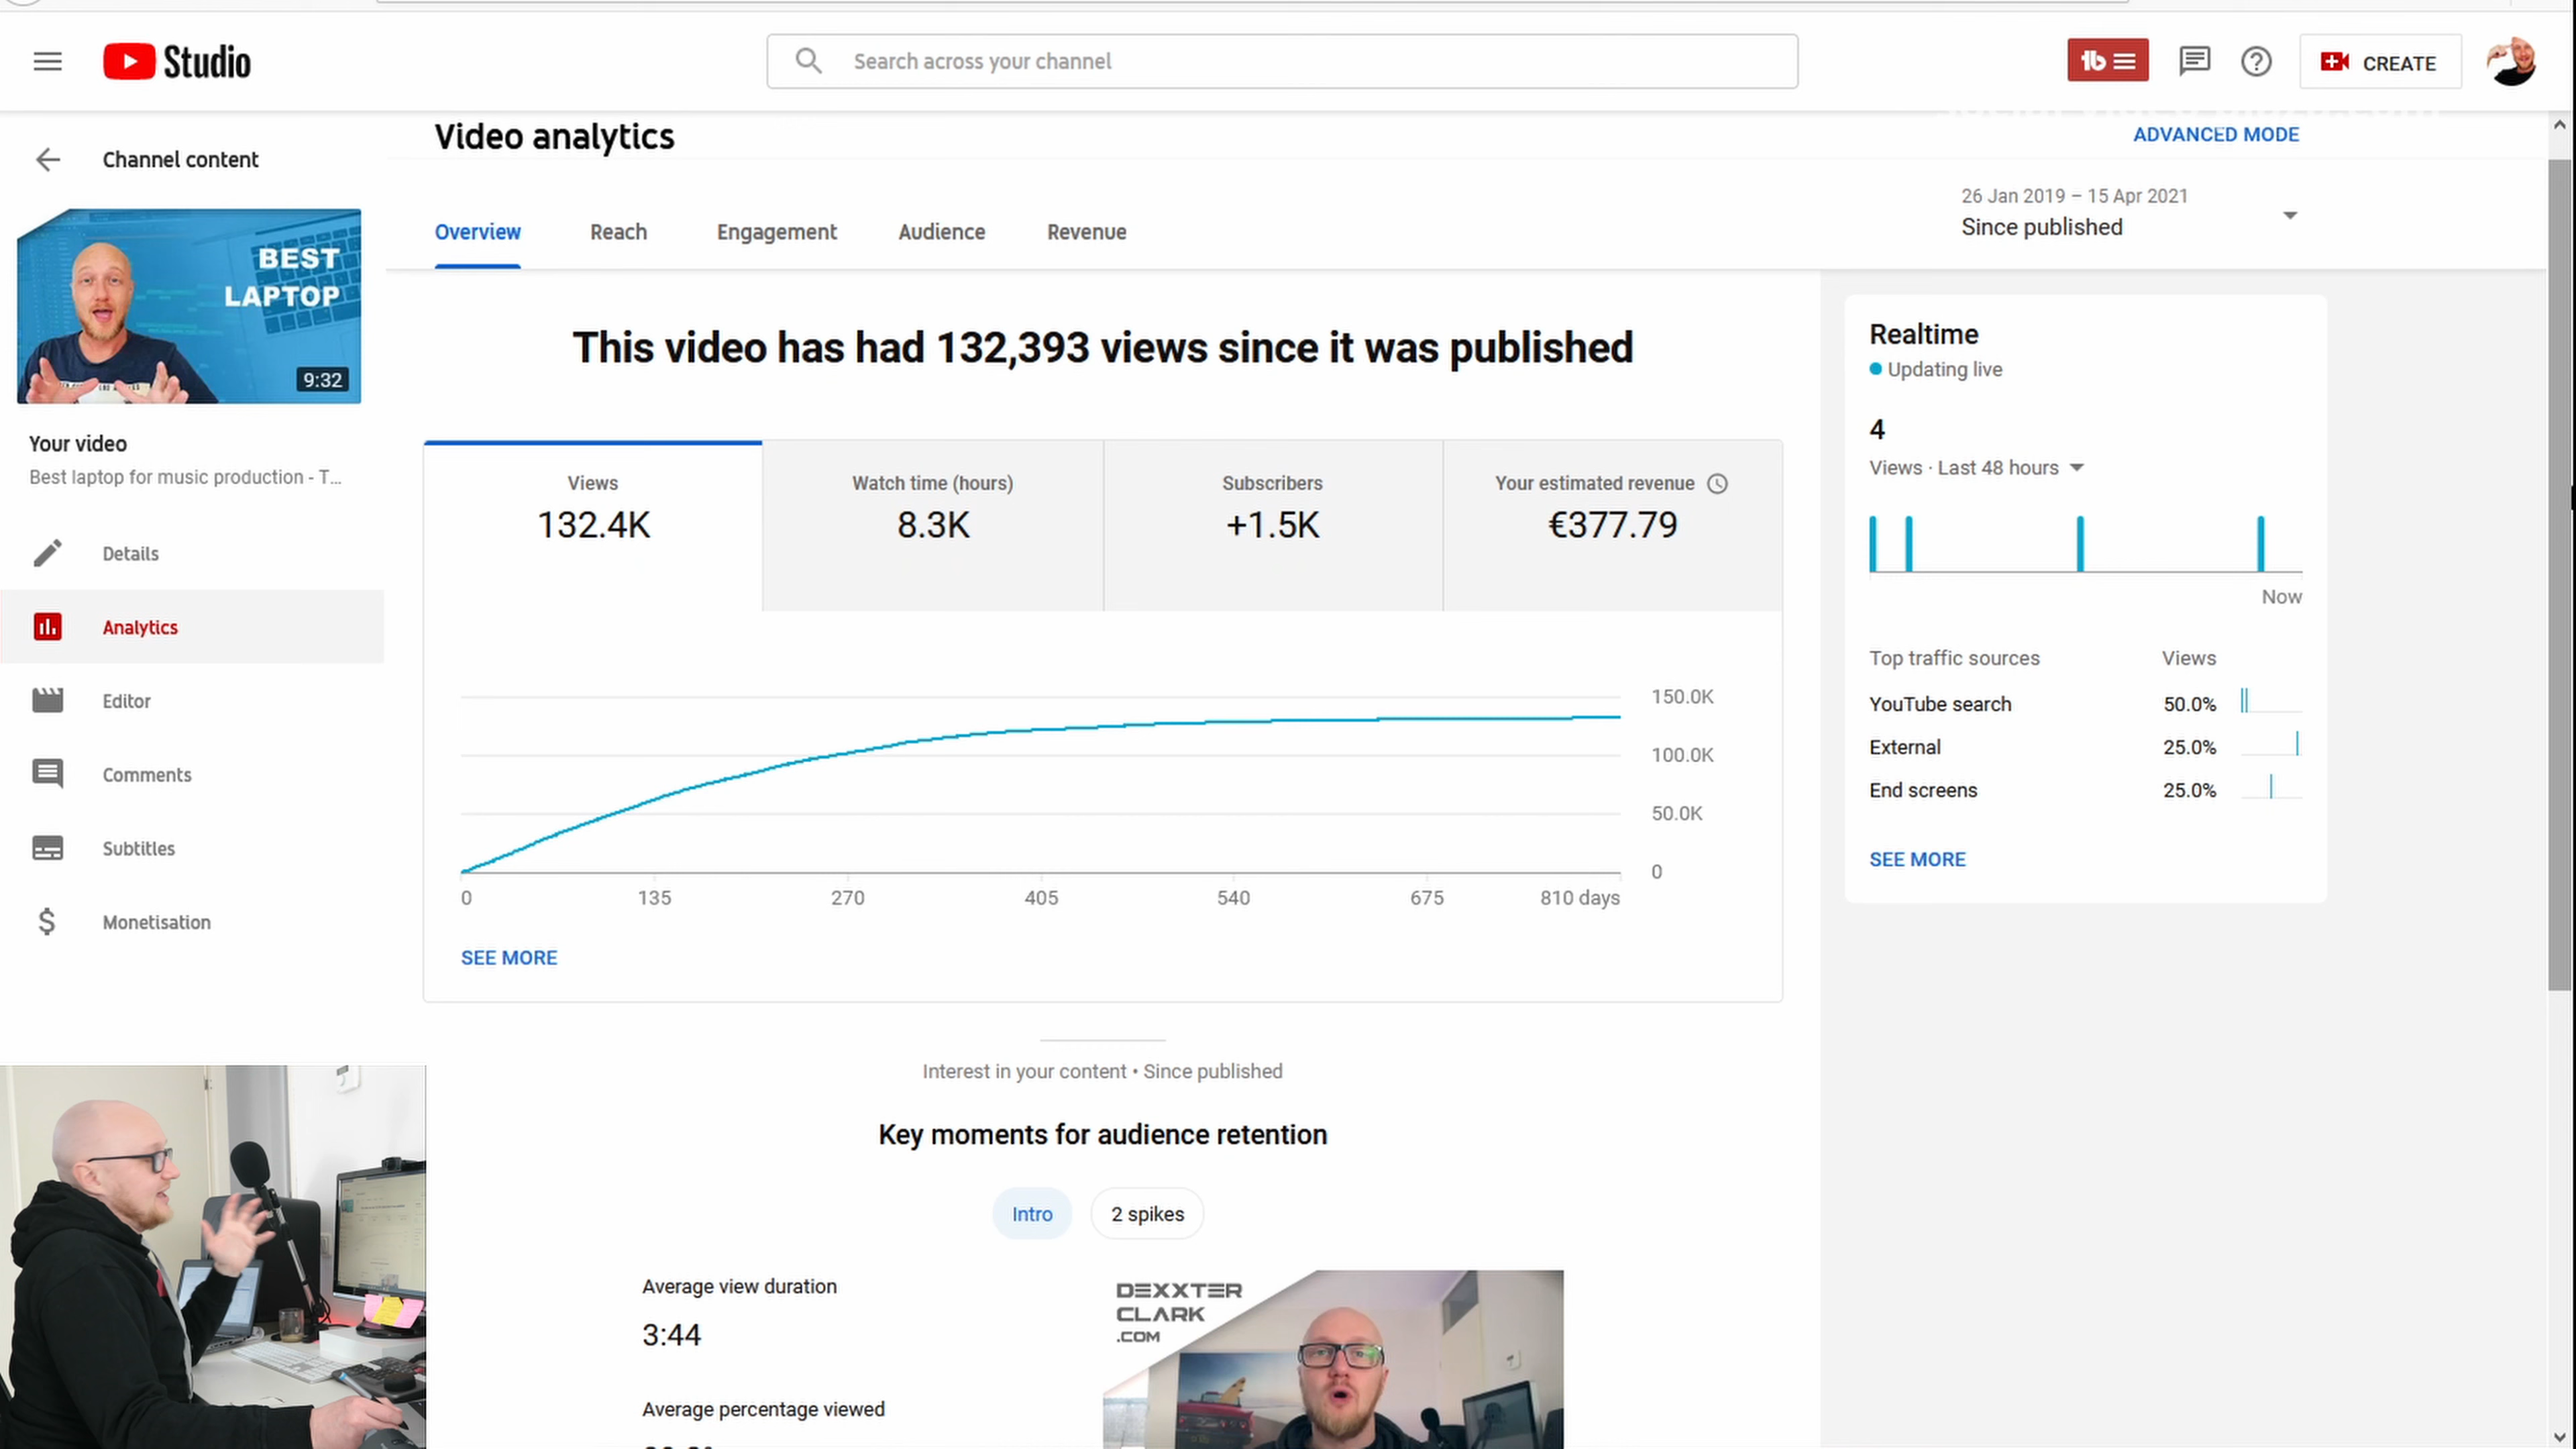 Studio
Search across your channel
CREATE
Channel content
BEST
LAPTOP
9:32
Your video
Best laptop for music production - T...
Details
Analytics
Editor
Comments
Subtitles
Monetisation
Video analytics
ADVANCED MODE
26 Jan 2019 – 15 Apr 2021
Since published
Overview
Reach
Engagement
Audience
Revenue
This video has had 132,393 views since it was published
Views
132.4K
Watch time (hours)
8.3K
Subscribers
+1.5K
Your estimated revenue
€377.79
150.0K
100.0K
50.0K
0
0 135 270 405 540 675 810 days
SEE MORE
Realtime
Updating live
4
Views · Last 48 hours
Now
Top traffic sources Views
YouTube search 50.0%
External 25.0%
End screens 25.0%
SEE MORE
Interest in your content • Since published
Key moments for audience retention
Intro
2 spikes
Average view duration
3:44
Average percentage viewed
DEXXTER
CLARK
.COM